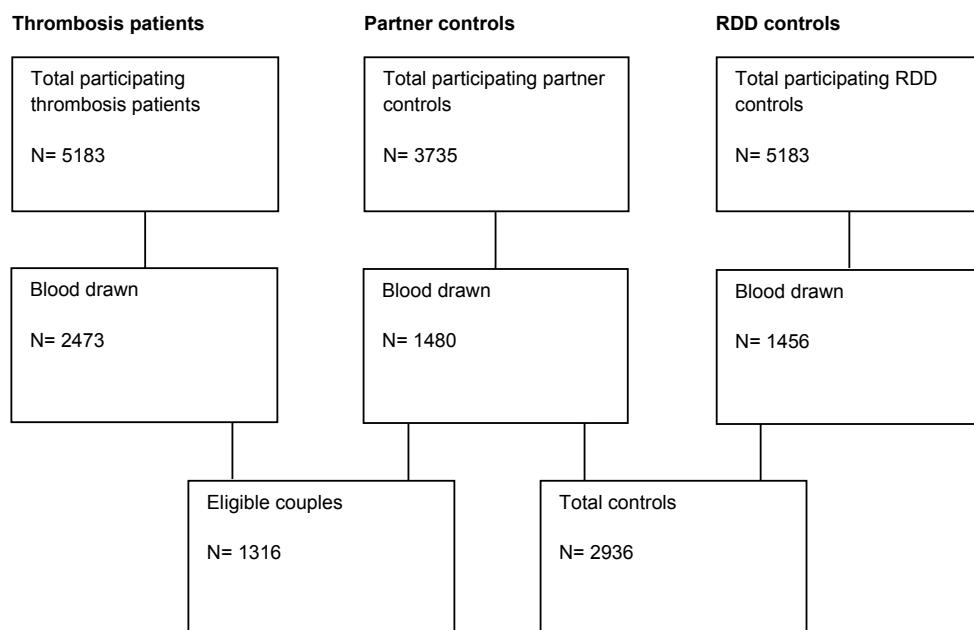 Thrombosis patients
Partner controls
RDD controls
Total participating
thrombosis patients
N= 5183
Total participating partner
controls
N= 3735
Total participating RDD
controls
N= 5183
Blood drawn
N= 2473
Blood drawn
N= 1480
Blood drawn
N= 1456
Eligible couples
N= 1316
Total controls
N= 2936